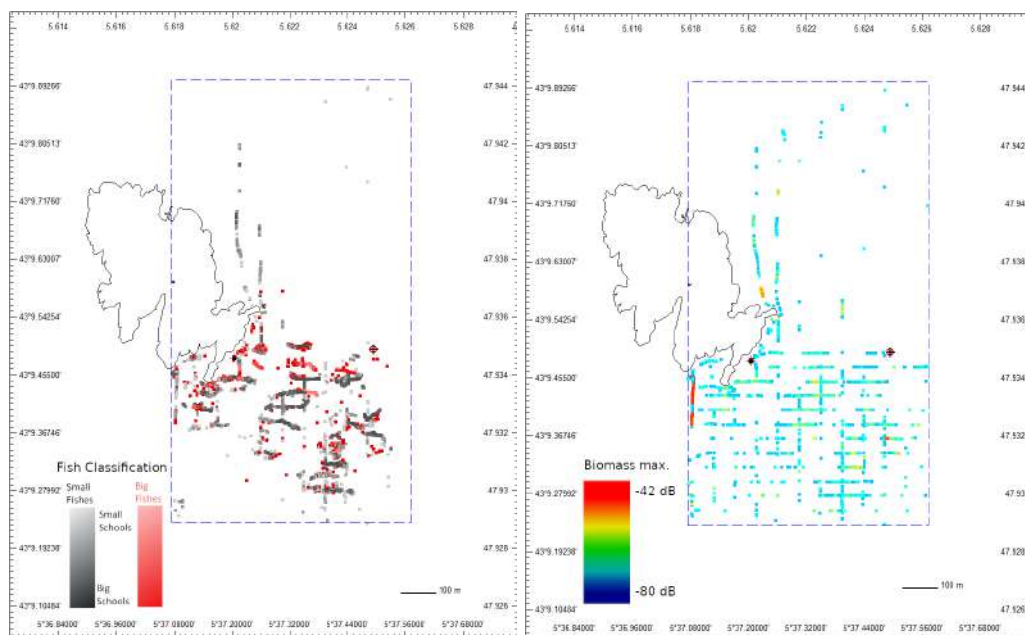 5.614 5.616 5.618 5.62 5.622 5.624 5.626 5.628
43°9.89266' 47.944
43°9.80513' 47.942
43°9.71760' 47.94
43°9.63007' 47.938
43°9.54254' 47.936
43°9.45500' 47.934
43°9.36746' 47.932
43°9.27992' 47.93
43°9.19238' 47.928
43°9.10484' 47.926
5°36.84000' 5°36.96000' 5°37.08000' 5°37.20000' 5°37.32000' 5°37.44000' 5°37.56000' 5°37.68000'
Fish Classification
Small
Fishes
Big
Fishes
Small
Schools
Big
Schools
100 m
5.614 5.616 5.618 5.62 5.622 5.624 5.626 5.628
43°9.89266' 47.944
43°9.80513' 47.942
43°9.71760' 47.94
43°9.63007' 47.938
43°9.54254' 47.936
43°9.45500' 47.934
43°9.36746' 47.932
43°9.27992' 47.93
43°9.19238' 47.928
43°9.10484' 47.926
5°36.84000' 5°36.96000' 5°37.08000' 5°37.20000' 5°37.32000' 5°37.44000' 5°37.56000' 5°37.68000'
Biomass max.
-42 dB
-80 dB
100 m